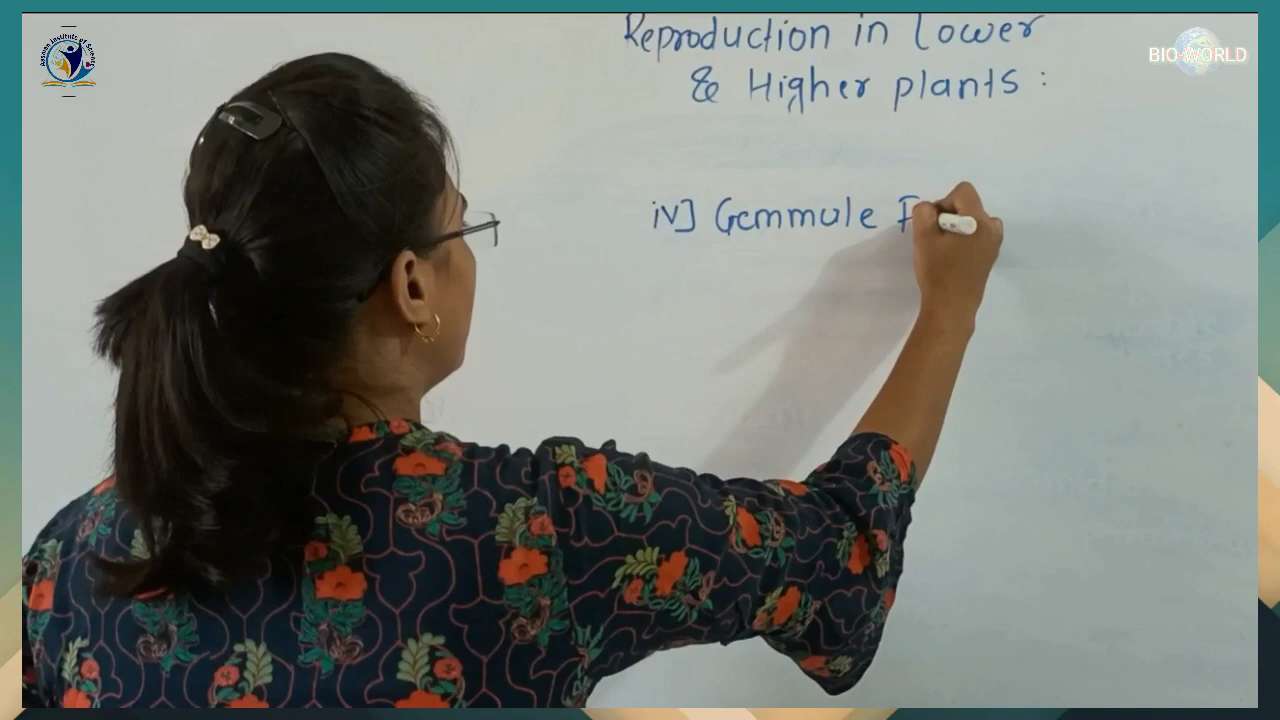 Reproduction in lower
& Higher plants :
iv] Gemmule F
BIO-WORLD